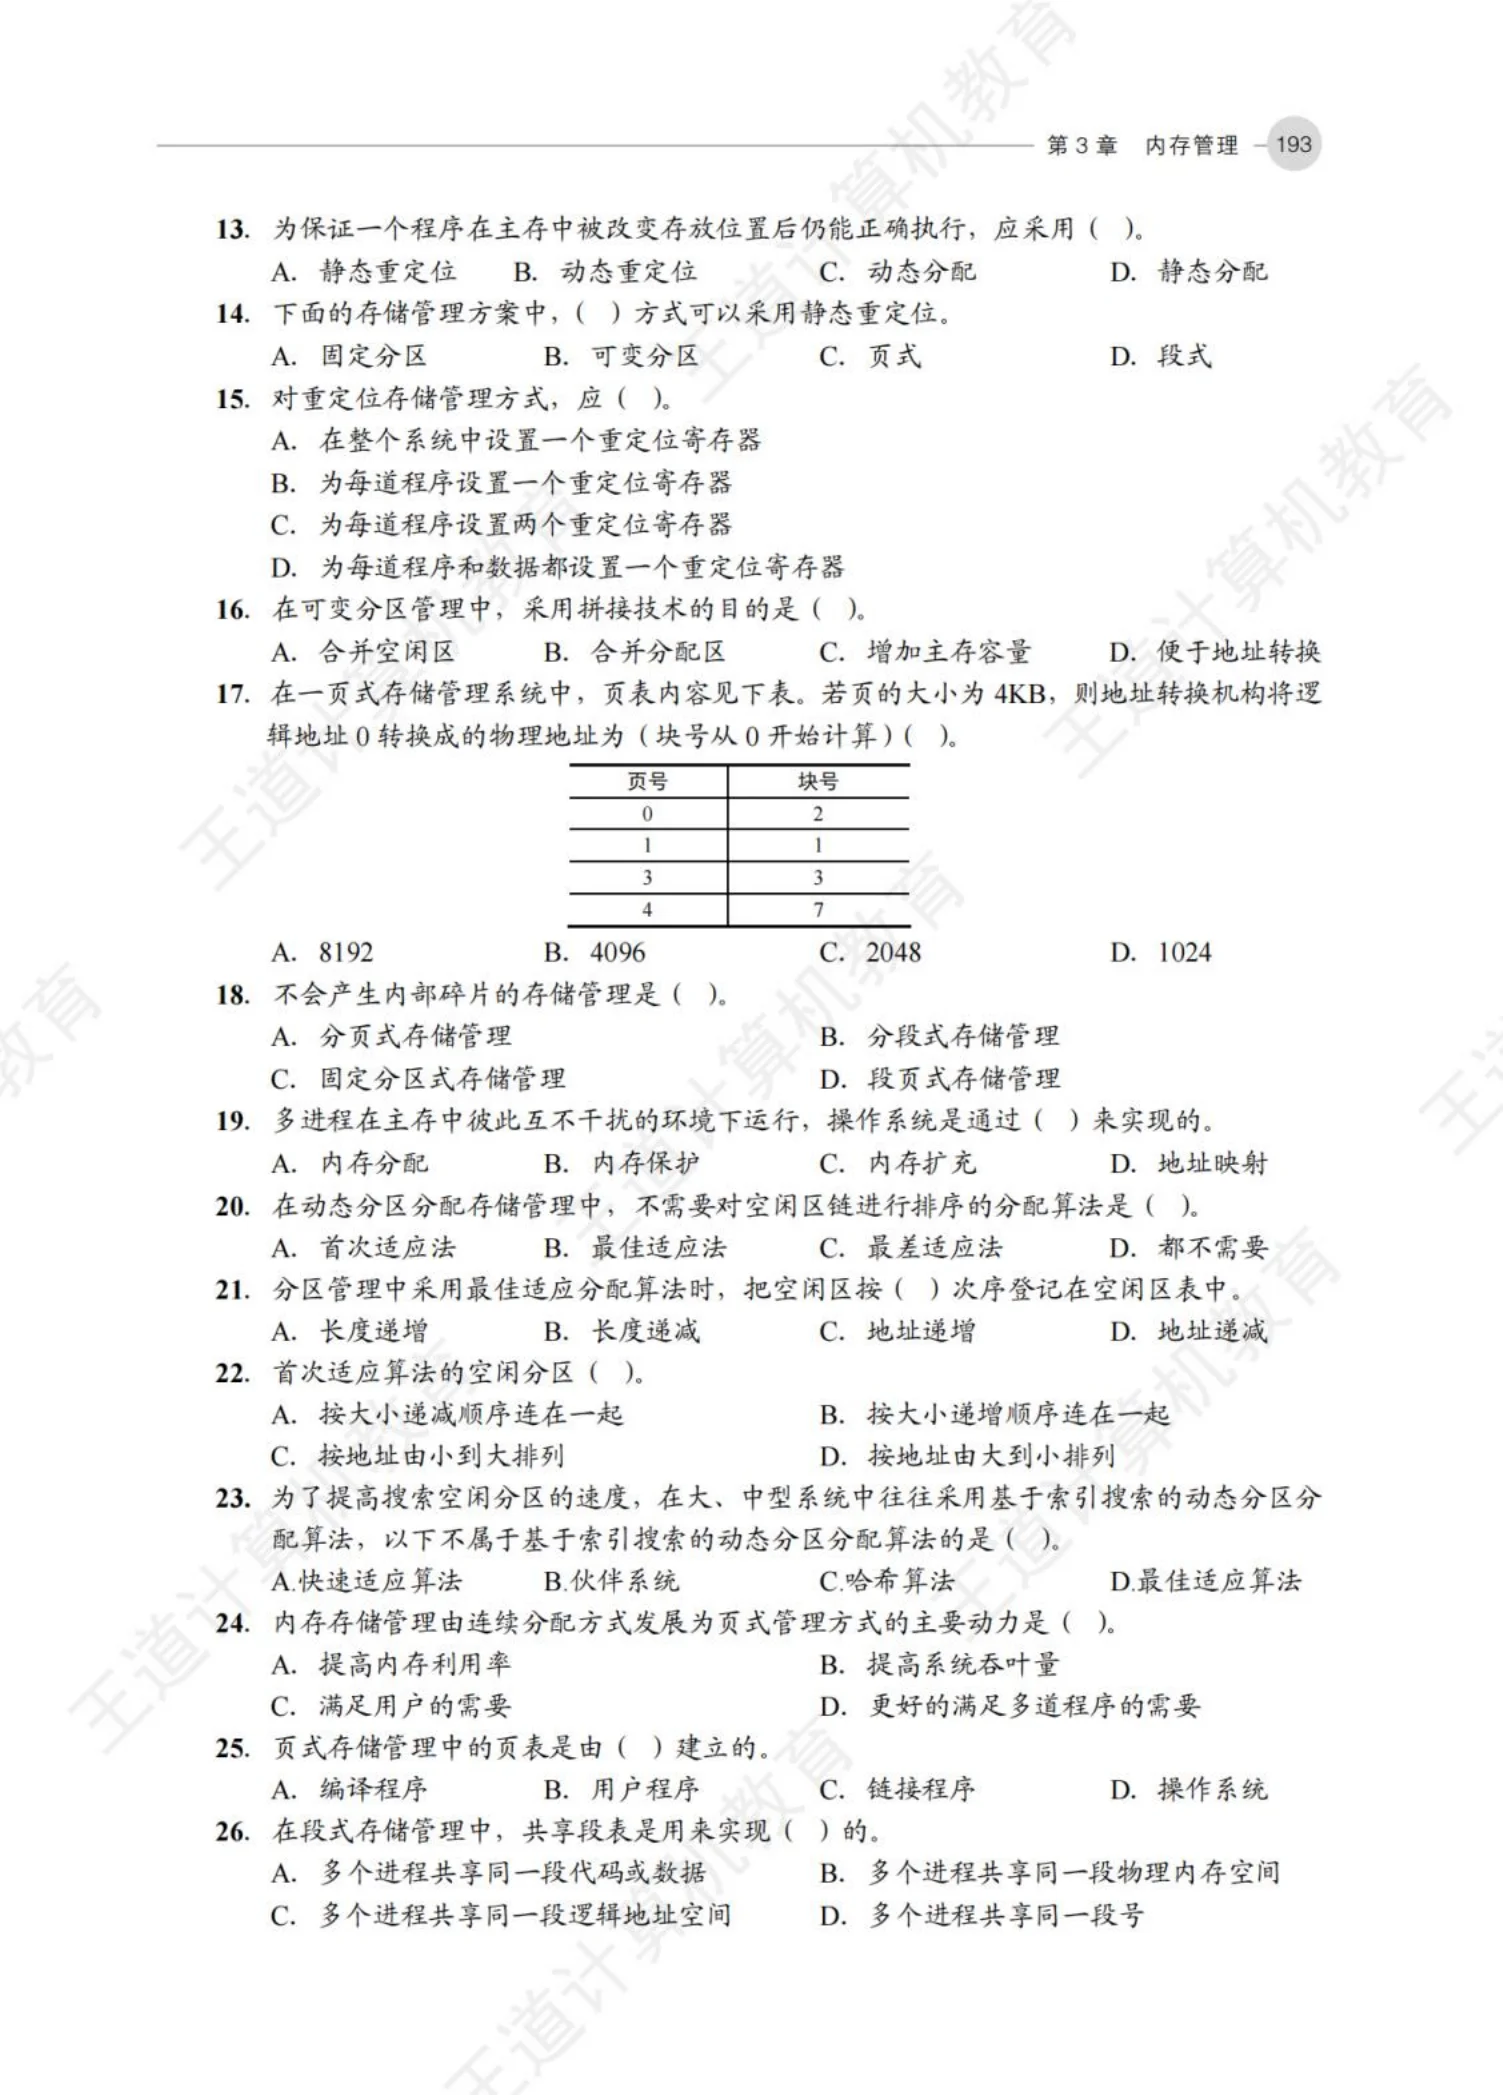 第 3 章 内存管理 193
13. 为保证一个程序在主存中被改变存放位置后仍能正确执行，应采用（ ）。
A. 静态重定位 B. 动态重定位 C. 动态分配 D. 静态分配
14. 下面的存储管理方案中，（ ）方式可以采用静态重定位。
A. 固定分区 B. 可变分区 C. 页式 D. 段式
15. 对重定位存储管理方式，应（ ）。
A. 在整个系统中设置一个重定位寄存器
B. 为每道程序设置一个重定位寄存器
C. 为每道程序设置两个重定位寄存器
D. 为每道程序和数据都设置一个重定位寄存器
16. 在可变分区管理中，采用拼接技术的目的是（ ）。
A. 合并空闲区 B. 合并分配区 C. 增加主存容量 D. 便于地址转换
17. 在一页式存储管理系统中，页表内容见下表。若页的大小为 4KB，则地址转换机构将逻
辑地址 0 转换成的物理地址为（块号从 0 开始计算）（ ）。
页号 块号
0 2
1 1
3 3
4 7
A. 8192 B. 4096 C. 2048 D. 1024
18. 不会产生内部碎片的存储管理是（ ）。
A. 分页式存储管理 B. 分段式存储管理
C. 固定分区式存储管理 D. 段页式存储管理
19. 多进程在主存中彼此互不干扰的环境下运行，操作系统是通过（ ）来实现的。
A. 内存分配 B. 内存保护 C. 内存扩充 D. 地址映射
20. 在动态分区分配存储管理中，不需要对空闲区链进行排序的分配算法是（ ）。
A. 首次适应法 B. 最佳适应法 C. 最差适应法 D. 都不需要
21. 分区管理中采用最佳适应分配算法时，把空闲区按（ ）次序登记在空闲区表中。
A. 长度递增 B. 长度递减 C. 地址递增 D. 地址递减
22. 首次适应算法的空闲分区（ ）。
A. 按大小递减顺序连在一起 B. 按大小递增顺序连在一起
C. 按地址由小到大排列 D. 按地址由大到小排列
23. 为了提高搜索空闲分区的速度，在大、中型系统中往往采用基于索引搜索的动态分区分
配算法，以下不属于基于索引搜索的动态分区分配算法的是（ ）。
A.快速适应算法 B.伙伴系统 C.哈希算法 D.最佳适应算法
24. 内存存储管理由连续分配方式发展为页式管理方式的主要动力是（ ）。
A. 提高内存利用率 B. 提高系统吞吐量
C. 满足用户的需要 D. 更好的满足多道程序的需要
25. 页式存储管理中的页表是由（ ）建立的。
A. 编译程序 B. 用户程序 C. 链接程序 D. 操作系统
26. 在段式存储管理中，共享段表是用来实现（ ）的。
A. 多个进程共享同一段代码或数据 B. 多个进程共享同一段物理内存空间
C. 多个进程共享同一段逻辑地址空间 D. 多个进程共享同一段号
王道计算机教育